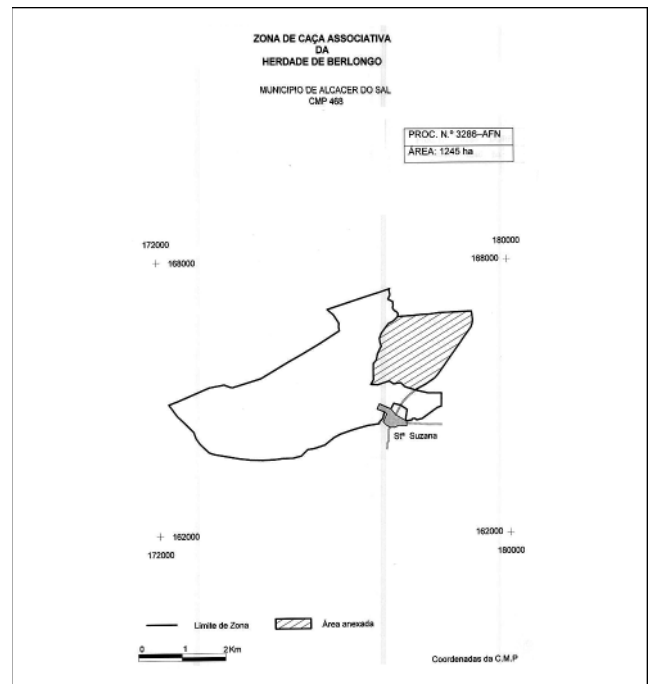 ZONA DE CAÇA ASSOCIATIVA
DA
HERDADE DE BERLONGO
MUNICIPIO DE ALCACER DO SAL
CMP 468
PROC. N.º 3286–AFN
ÁREA: 1245 ha
172000
168000
180000
168000
Stª Suzana
162000
172000
162000
180000
Limite de Zona
Área anexada
0 1 2Km
Coordenadas da C.M.P